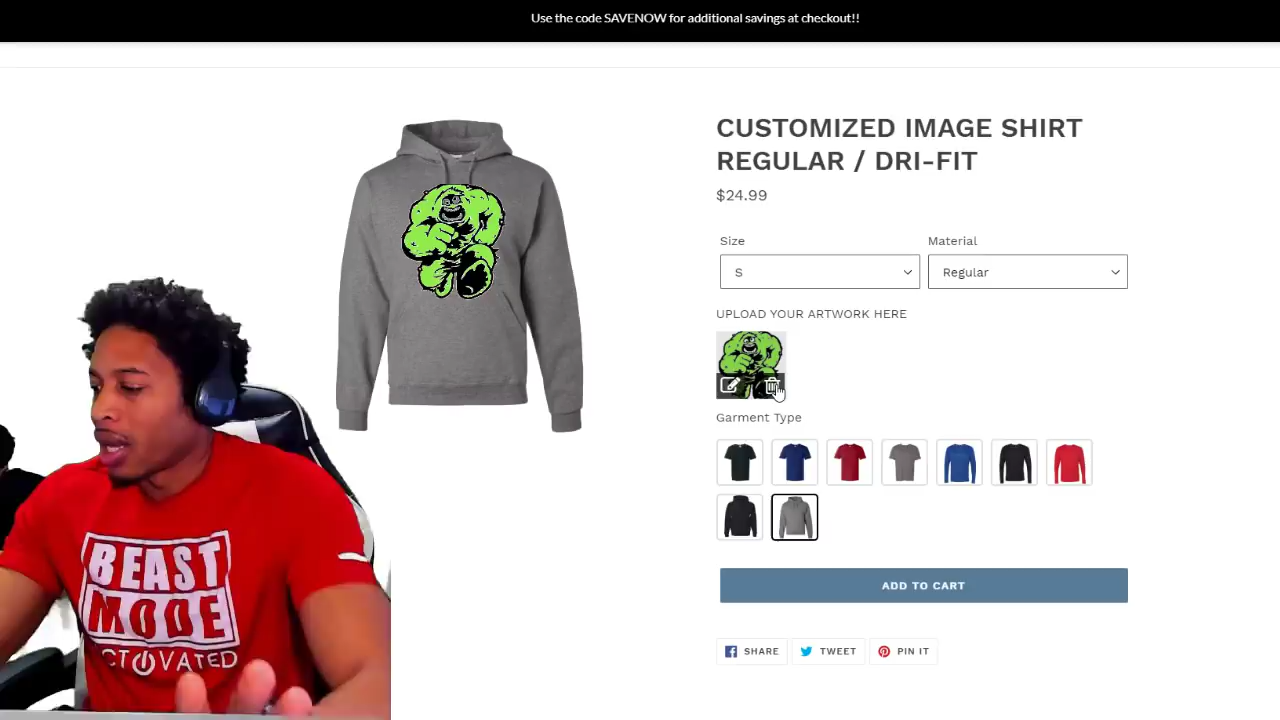 Use the code SAVENOW for additional savings at checkout!!
CUSTOMIZED IMAGE SHIRT
REGULAR / DRI-FIT
$24.99
Size
Material
S
Regular
UPLOAD YOUR ARTWORK HERE
Garment Type
ADD TO CART
SHARE
TWEET
PIN IT
BEAST
MODE
CTIVATED